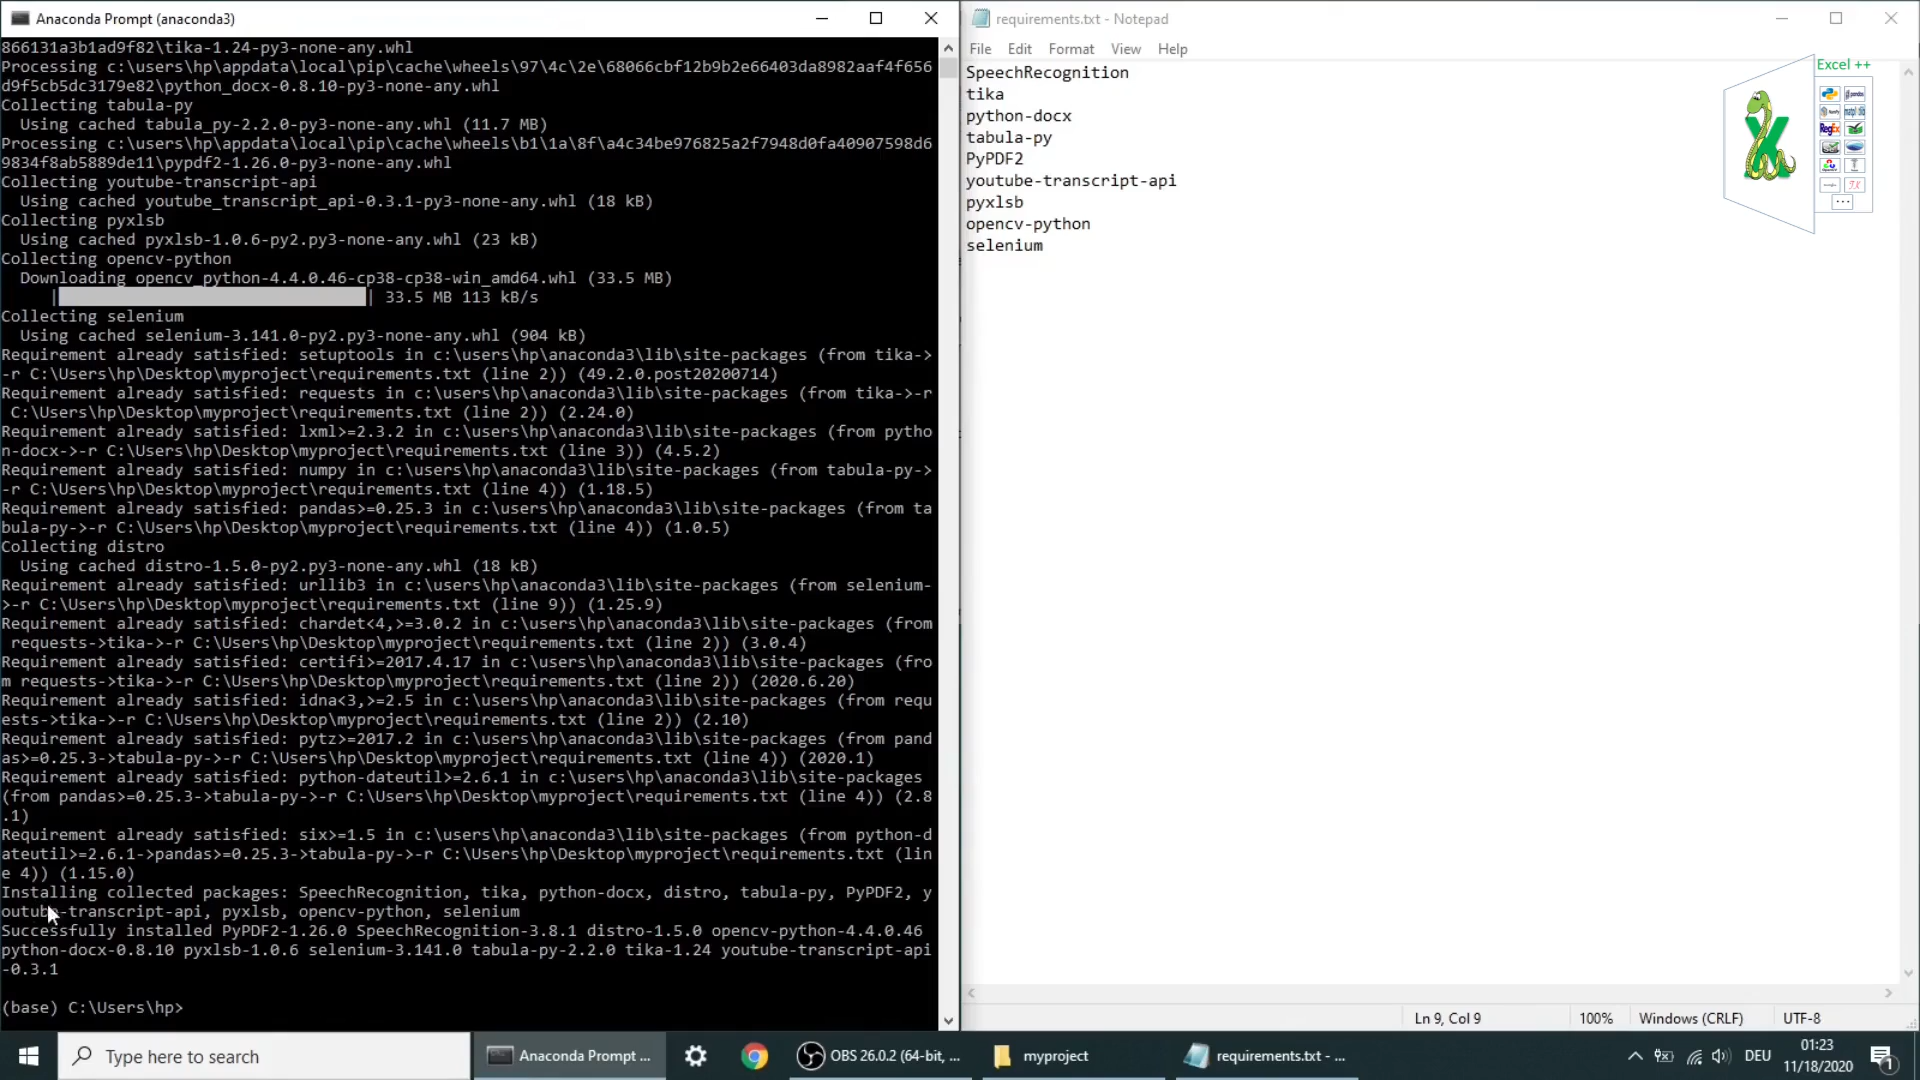 Anaconda Prompt (anaconda3)
866131a3b1ad9f82\tika-1.24-py3-none-any.whl
Processing c:\users\hp\appdata\local\pip\cache\wheels\97\4c\2e\68066cbf12b9b2e66403da8982aaf4f656
d9f5cb5dc3179e82\python_docx-0.8.10-py3-none-any.whl
Collecting tabula-py
Using cached tabula_py-2.2.0-py3-none-any.whl (11.7 MB)
Processing c:\users\hp\appdata\local\pip\cache\wheels\b1\1a\8f\a4c34be976825a2f7948d0fa40907598d6
9834f8ab5889de11\pypdf2-1.26.0-py3-none-any.whl
Collecting youtube-transcript-api
Using cached youtube_transcript_api-0.3.1-py3-none-any.whl (18 kB)
Collecting pyxlsb
Using cached pyxlsb-1.0.6-py2.py3-none-any.whl (23 kB)
Collecting opencv-python
Downloading opencv_python-4.4.0.46-cp38-cp38-win_amd64.whl (33.5 MB)
| | 33.5 MB 113 kB/s
Collecting selenium
Using cached selenium-3.141.0-py2.py3-none-any.whl (904 kB)
Requirement already satisfied: setuptools in c:\users\hp\anaconda3\lib\site-packages (from tika->
-r C:\Users\hp\Desktop\myproject\requirements.txt (line 2)) (49.2.0.post20200714)
Requirement already satisfied: requests in c:\users\hp\anaconda3\lib\site-packages (from tika->-r
C:\Users\hp\Desktop\myproject\requirements.txt (line 2)) (2.24.0)
Requirement already satisfied: lxml>=2.3.2 in c:\users\hp\anaconda3\lib\site-packages (from pytho
n-docx->-r C:\Users\hp\Desktop\myproject\requirements.txt (line 3)) (4.5.2)
Requirement already satisfied: numpy in c:\users\hp\anaconda3\lib\site-packages (from tabula-py->
-r C:\Users\hp\Desktop\myproject\requirements.txt (line 4)) (1.18.5)
Requirement already satisfied: pandas>=0.25.3 in c:\users\hp\anaconda3\lib\site-packages (from ta
bula-py->-r C:\Users\hp\Desktop\myproject\requirements.txt (line 4)) (1.0.5)
Collecting distro
Using cached distro-1.5.0-py2.py3-none-any.whl (18 kB)
Requirement already satisfied: urllib3 in c:\users\hp\anaconda3\lib\site-packages (from selenium-
>-r C:\Users\hp\Desktop\myproject\requirements.txt (line 9)) (1.25.9)
Requirement already satisfied: chardet<4,>=3.0.2 in c:\users\hp\anaconda3\lib\site-packages (from
requests->tika->-r C:\Users\hp\Desktop\myproject\requirements.txt (line 2)) (3.0.4)
Requirement already satisfied: certifi>=2017.4.17 in c:\users\hp\anaconda3\lib\site-packages (fro
m requests->tika->-r C:\Users\hp\Desktop\myproject\requirements.txt (line 2)) (2020.6.20)
Requirement already satisfied: idna<3,>=2.5 in c:\users\hp\anaconda3\lib\site-packages (from requ
ests->tika->-r C:\Users\hp\Desktop\myproject\requirements.txt (line 2)) (2.10)
Requirement already satisfied: pytz>=2017.2 in c:\users\hp\anaconda3\lib\site-packages (from pand
as>=0.25.3->tabula-py->-r C:\Users\hp\Desktop\myproject\requirements.txt (line 4)) (2020.1)
Requirement already satisfied: python-dateutil>=2.6.1 in c:\users\hp\anaconda3\lib\site-packages
(from pandas>=0.25.3->tabula-py->-r C:\Users\hp\Desktop\myproject\requirements.txt (line 4)) (2.8
.1)
Requirement already satisfied: six>=1.5 in c:\users\hp\anaconda3\lib\site-packages (from python-d
ateutil>=2.6.1->pandas>=0.25.3->tabula-py->-r C:\Users\hp\Desktop\myproject\requirements.txt (lin
e 4)) (1.15.0)
Installing collected packages: SpeechRecognition, tika, python-docx, distro, tabula-py, PyPDF2, y
outube-transcript-api, pyxlsb, opencv-python, selenium
Successfully installed PyPDF2-1.26.0 SpeechRecognition-3.8.1 distro-1.5.0 opencv-python-4.4.0.46
python-docx-0.8.10 pyxlsb-1.0.6 selenium-3.141.0 tabula-py-2.2.0 tika-1.24 youtube-transcript-api
-0.3.1
(base) C:\Users\hp>
requirements.txt - Notepad
File Edit Format View Help
SpeechRecognition
tika
python-docx
tabula-py
PyPDF2
youtube-transcript-api
pyxlsb
opencv-python
selenium
Excel ++
pandas
RegEx
...
Ln 9, Col 9 100% Windows (CRLF) UTF-8
Type here to search
Anaconda Prompt ...
OBS 26.0.2 (64-bit, ...
myproject
requirements.txt - ...
DEU
01:23
11/18/2020
1